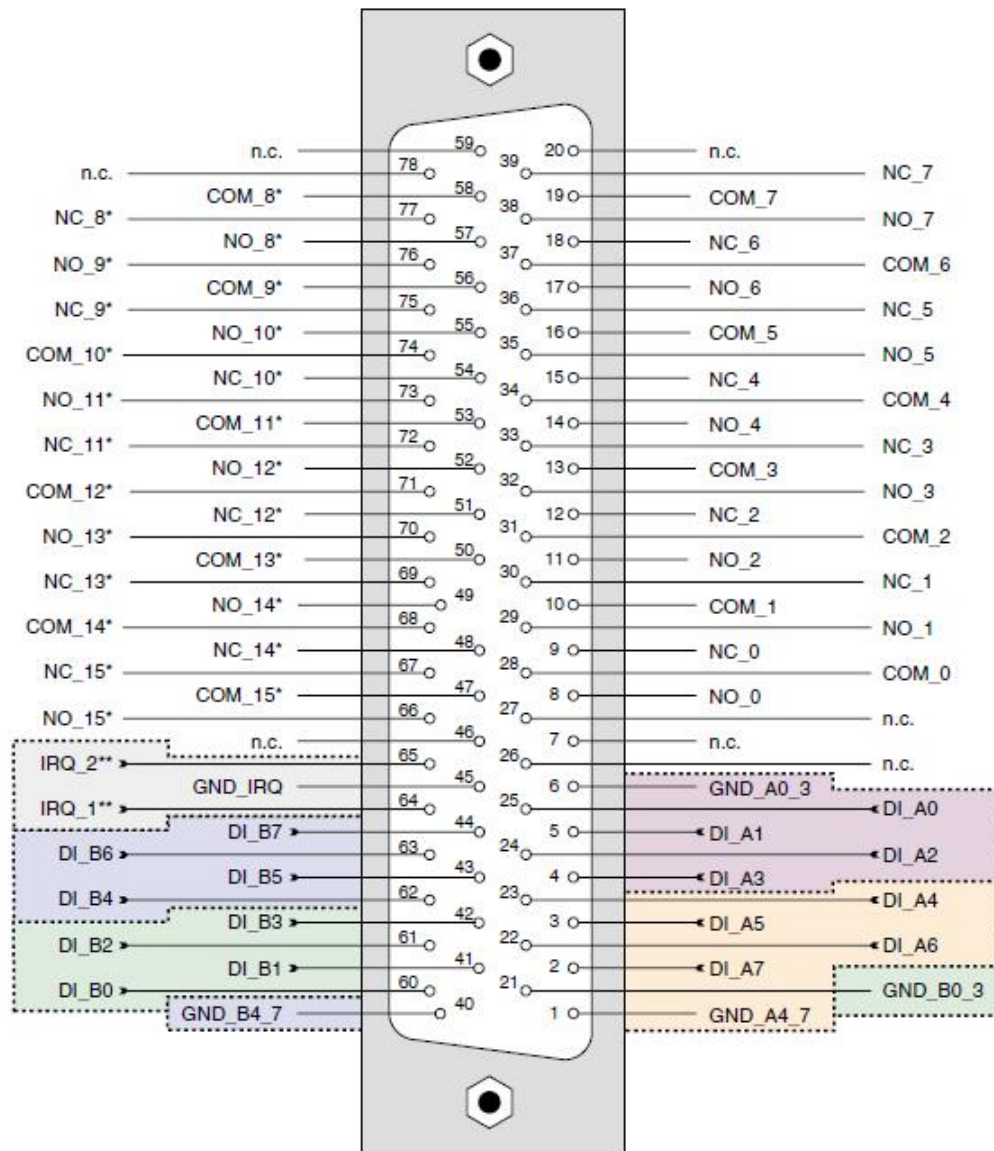 n.c. 59 20 n.c.
n.c. 78 39 NC_7
COM_8* 58 19 COM_7
NC_8* 77 38 NO_7
NO_8* 57 18 NC_6
NO_9* 76 37 COM_6
COM_9* 56 17 NO_6
NC_9* 75 36 NC_5
NO_10* 55 16 COM_5
COM_10* 74 35 NO_5
NC_10* 54 15 NC_4
NO_11* 73 34 COM_4
COM_11* 53 14 NO_4
NC_11* 72 33 NC_3
NO_12* 52 13 COM_3
COM_12* 71 32 NO_3
NC_12* 51 12 NC_2
NO_13* 70 31 COM_2
COM_13* 50 11 NO_2
NC_13* 69 30 NC_1
NO_14* 49 10 COM_1
COM_14* 68 29 NO_1
NC_14* 48 9 NC_0
NC_15* 67 28 COM_0
COM_15* 47 8 NO_0
NO_15* 66 27 n.c.
n.c. 46 7 n.c.
IRQ_2** 65 26 n.c.
GND_IRQ 45 6 GND_A0_3
IRQ_1** 64 25 DI_A0
DI_B7 44 5 DI_A1
DI_B6 63 24 DI_A2
DI_B5 43 4 DI_A3
DI_B4 62 23 DI_A4
DI_B3 42 3 DI_A5
DI_B2 61 22 DI_A6
DI_B1 41 2 DI_A7
DI_B0 60 21 GND_B0_3
GND_B4_7 40 1 GND_A4_7